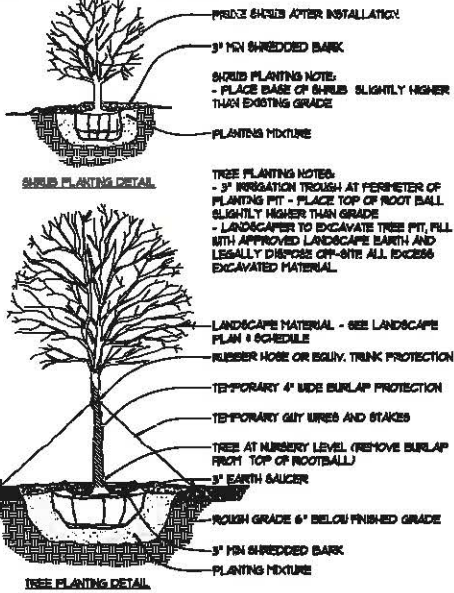 PRUNE SHRUB AFTER INSTALLATION
3" MIN SHREDDED BARK
SHRUB PLANTING NOTE:
- PLACE BASE OF SHRUB SLIGHTLY HIGHER
THAN EXISTING GRADE
PLANTING MIXTURE
SHRUB PLANTING DETAIL
TREE PLANTING NOTES:
- 3" IRRIGATION TROUGH AT PERIMETER OF
PLANTING PIT - PLACE TOP OF ROOT BALL
SLIGHTLY HIGHER THAN GRADE
- LANDSCAPER TO EXCAVATE TREE PIT, FILL
WITH APPROVED LANDSCAPE EARTH AND
LEGALLY DISPOSE OFF-SITE ALL EXCESS
EXCAVATED MATERIAL
LANDSCAPE MATERIAL - SEE LANDSCAPE
PLAN & SCHEDULE
RUBBER HOSE OR EQUIV. TRUNK PROTECTION
TEMPORARY 4" WIDE BURLAP PROTECTION
TEMPORARY GUY WIRES AND STAKES
TREE AT NURSERY LEVEL (REMOVE BURLAP
FROM TOP OF ROOTBALL)
3" EARTH SAUCER
ROUGH GRADE 6" BELOW FINISHED GRADE
3" MIN SHREDDED BARK
PLANTING MIXTURE
TREE PLANTING DETAIL